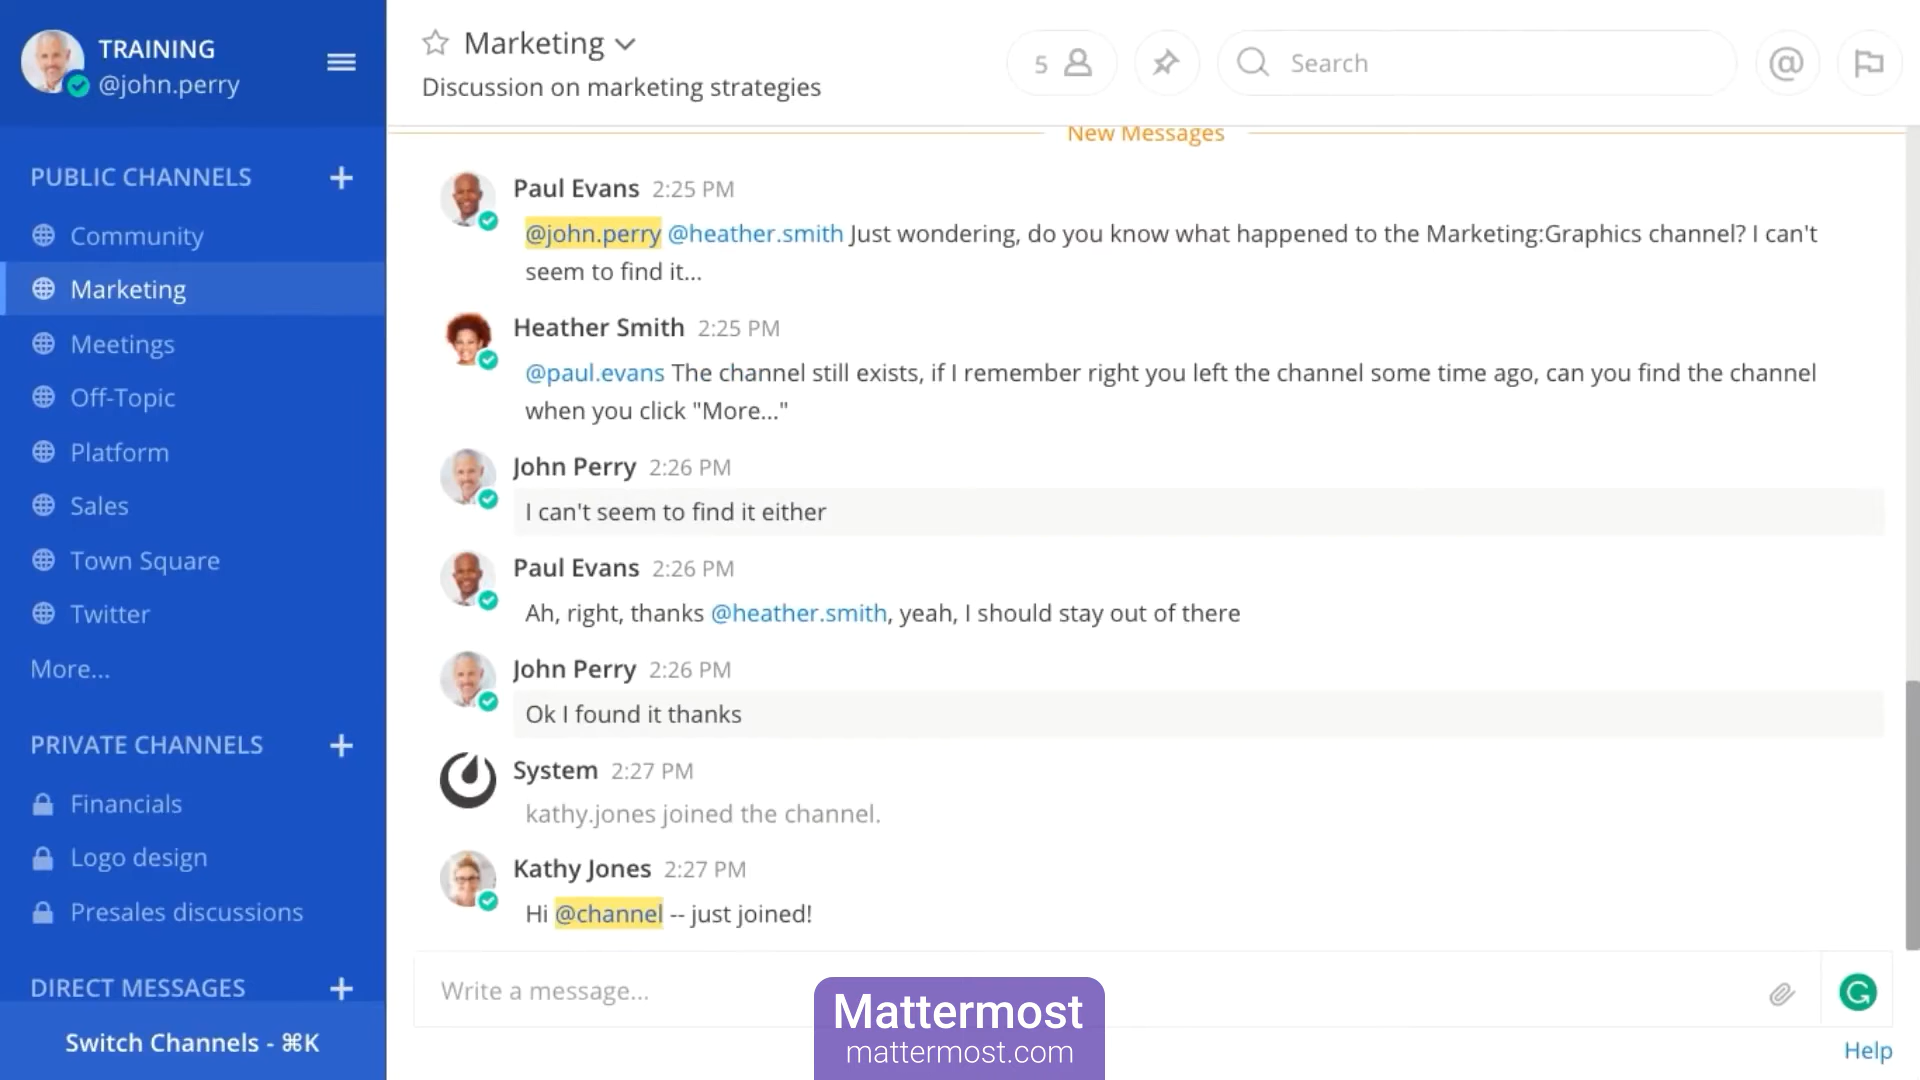 TRAINING
@john.perry
PUBLIC CHANNELS
Community
Marketing
Meetings
Off-Topic
Platform
Sales
Town Square
Twitter
More...
PRIVATE CHANNELS
Financials
Logo design
Presales discussions
DIRECT MESSAGES
Switch Channels - ⌘K
Marketing
Discussion on marketing strategies
5
Search
New Messages
Paul Evans 2:25 PM
@john.perry @heather.smith Just wondering, do you know what happened to the Marketing:Graphics channel? I can't
seem to find it...
Heather Smith 2:25 PM
@paul.evans The channel still exists, if I remember right you left the channel some time ago, can you find the channel
when you click "More..."
John Perry 2:26 PM
I can't seem to find it either
Paul Evans 2:26 PM
Ah, right, thanks @heather.smith, yeah, I should stay out of there
John Perry 2:26 PM
Ok I found it thanks
System 2:27 PM
kathy.jones joined the channel.
Kathy Jones 2:27 PM
Hi @channel -- just joined!
Write a message...
Mattermost
mattermost.com
Help